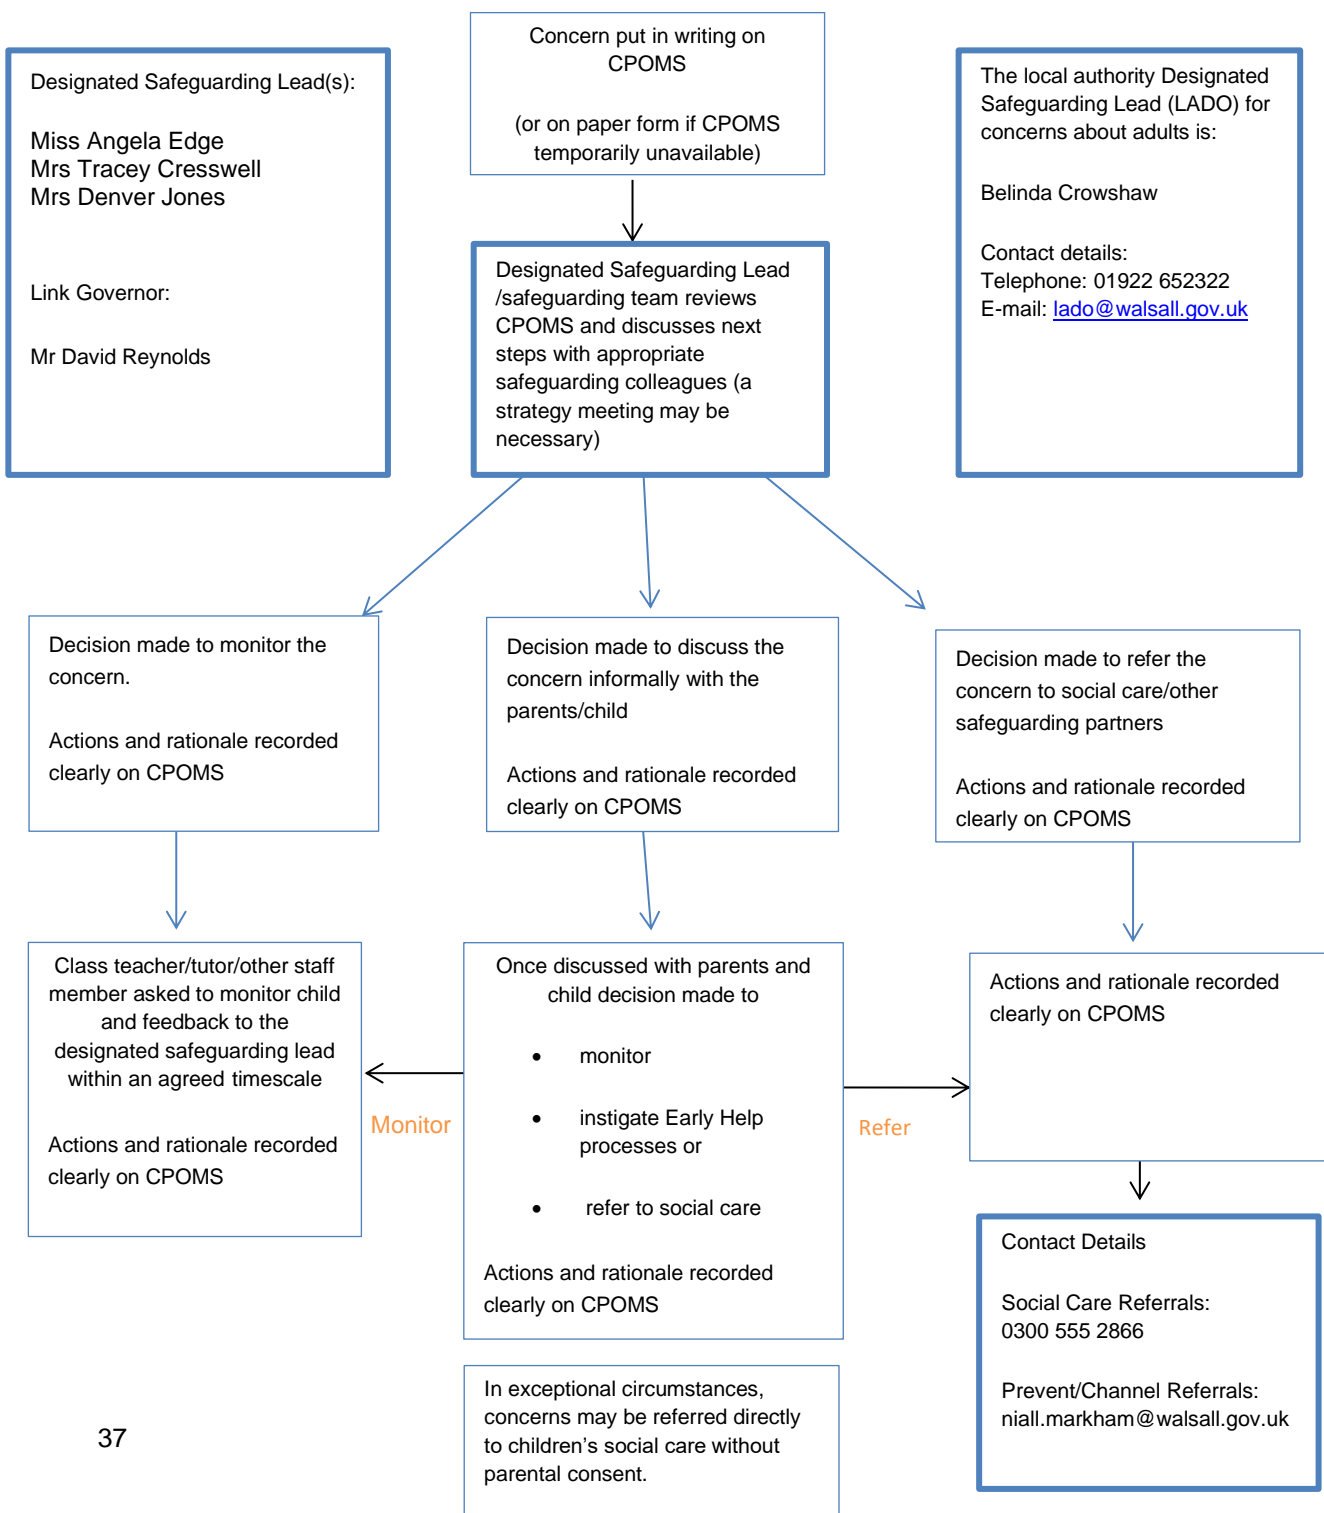 Concern put in writing on
CPOMS
(or on paper form if CPOMS
temporarily unavailable)
Designated Safeguarding Lead(s):
Miss Angela Edge
Mrs Tracey Cresswell
Mrs Denver Jones
Link Governor:
Mr David Reynolds
The local authority Designated
Safeguarding Lead (LADO) for
concerns about adults is:
Belinda Crowshaw
Contact details:
Telephone: 01922 652322
E-mail: lado@walsall.gov.uk
Designated Safeguarding Lead
/safeguarding team reviews
CPOMS and discusses next
steps with appropriate
safeguarding colleagues (a
strategy meeting may be
necessary)
Decision made to monitor the
concern.
Actions and rationale recorded
clearly on CPOMS
Decision made to discuss the
concern informally with the
parents/child
Actions and rationale recorded
clearly on CPOMS
Decision made to refer the
concern to social care/other
safeguarding partners
Actions and rationale recorded
clearly on CPOMS
Class teacher/tutor/other staff
member asked to monitor child
and feedback to the
designated safeguarding lead
within an agreed timescale
Actions and rationale recorded
clearly on CPOMS
Monitor
Once discussed with parents and
child decision made to
• monitor
• instigate Early Help
processes or
• refer to social care
Actions and rationale recorded
clearly on CPOMS
Refer
Actions and rationale recorded
clearly on CPOMS
Contact Details
Social Care Referrals:
0300 555 2866
Prevent/Channel Referrals:
niall.markham@walsall.gov.uk
In exceptional circumstances,
concerns may be referred directly
to children’s social care without
parental consent.
37